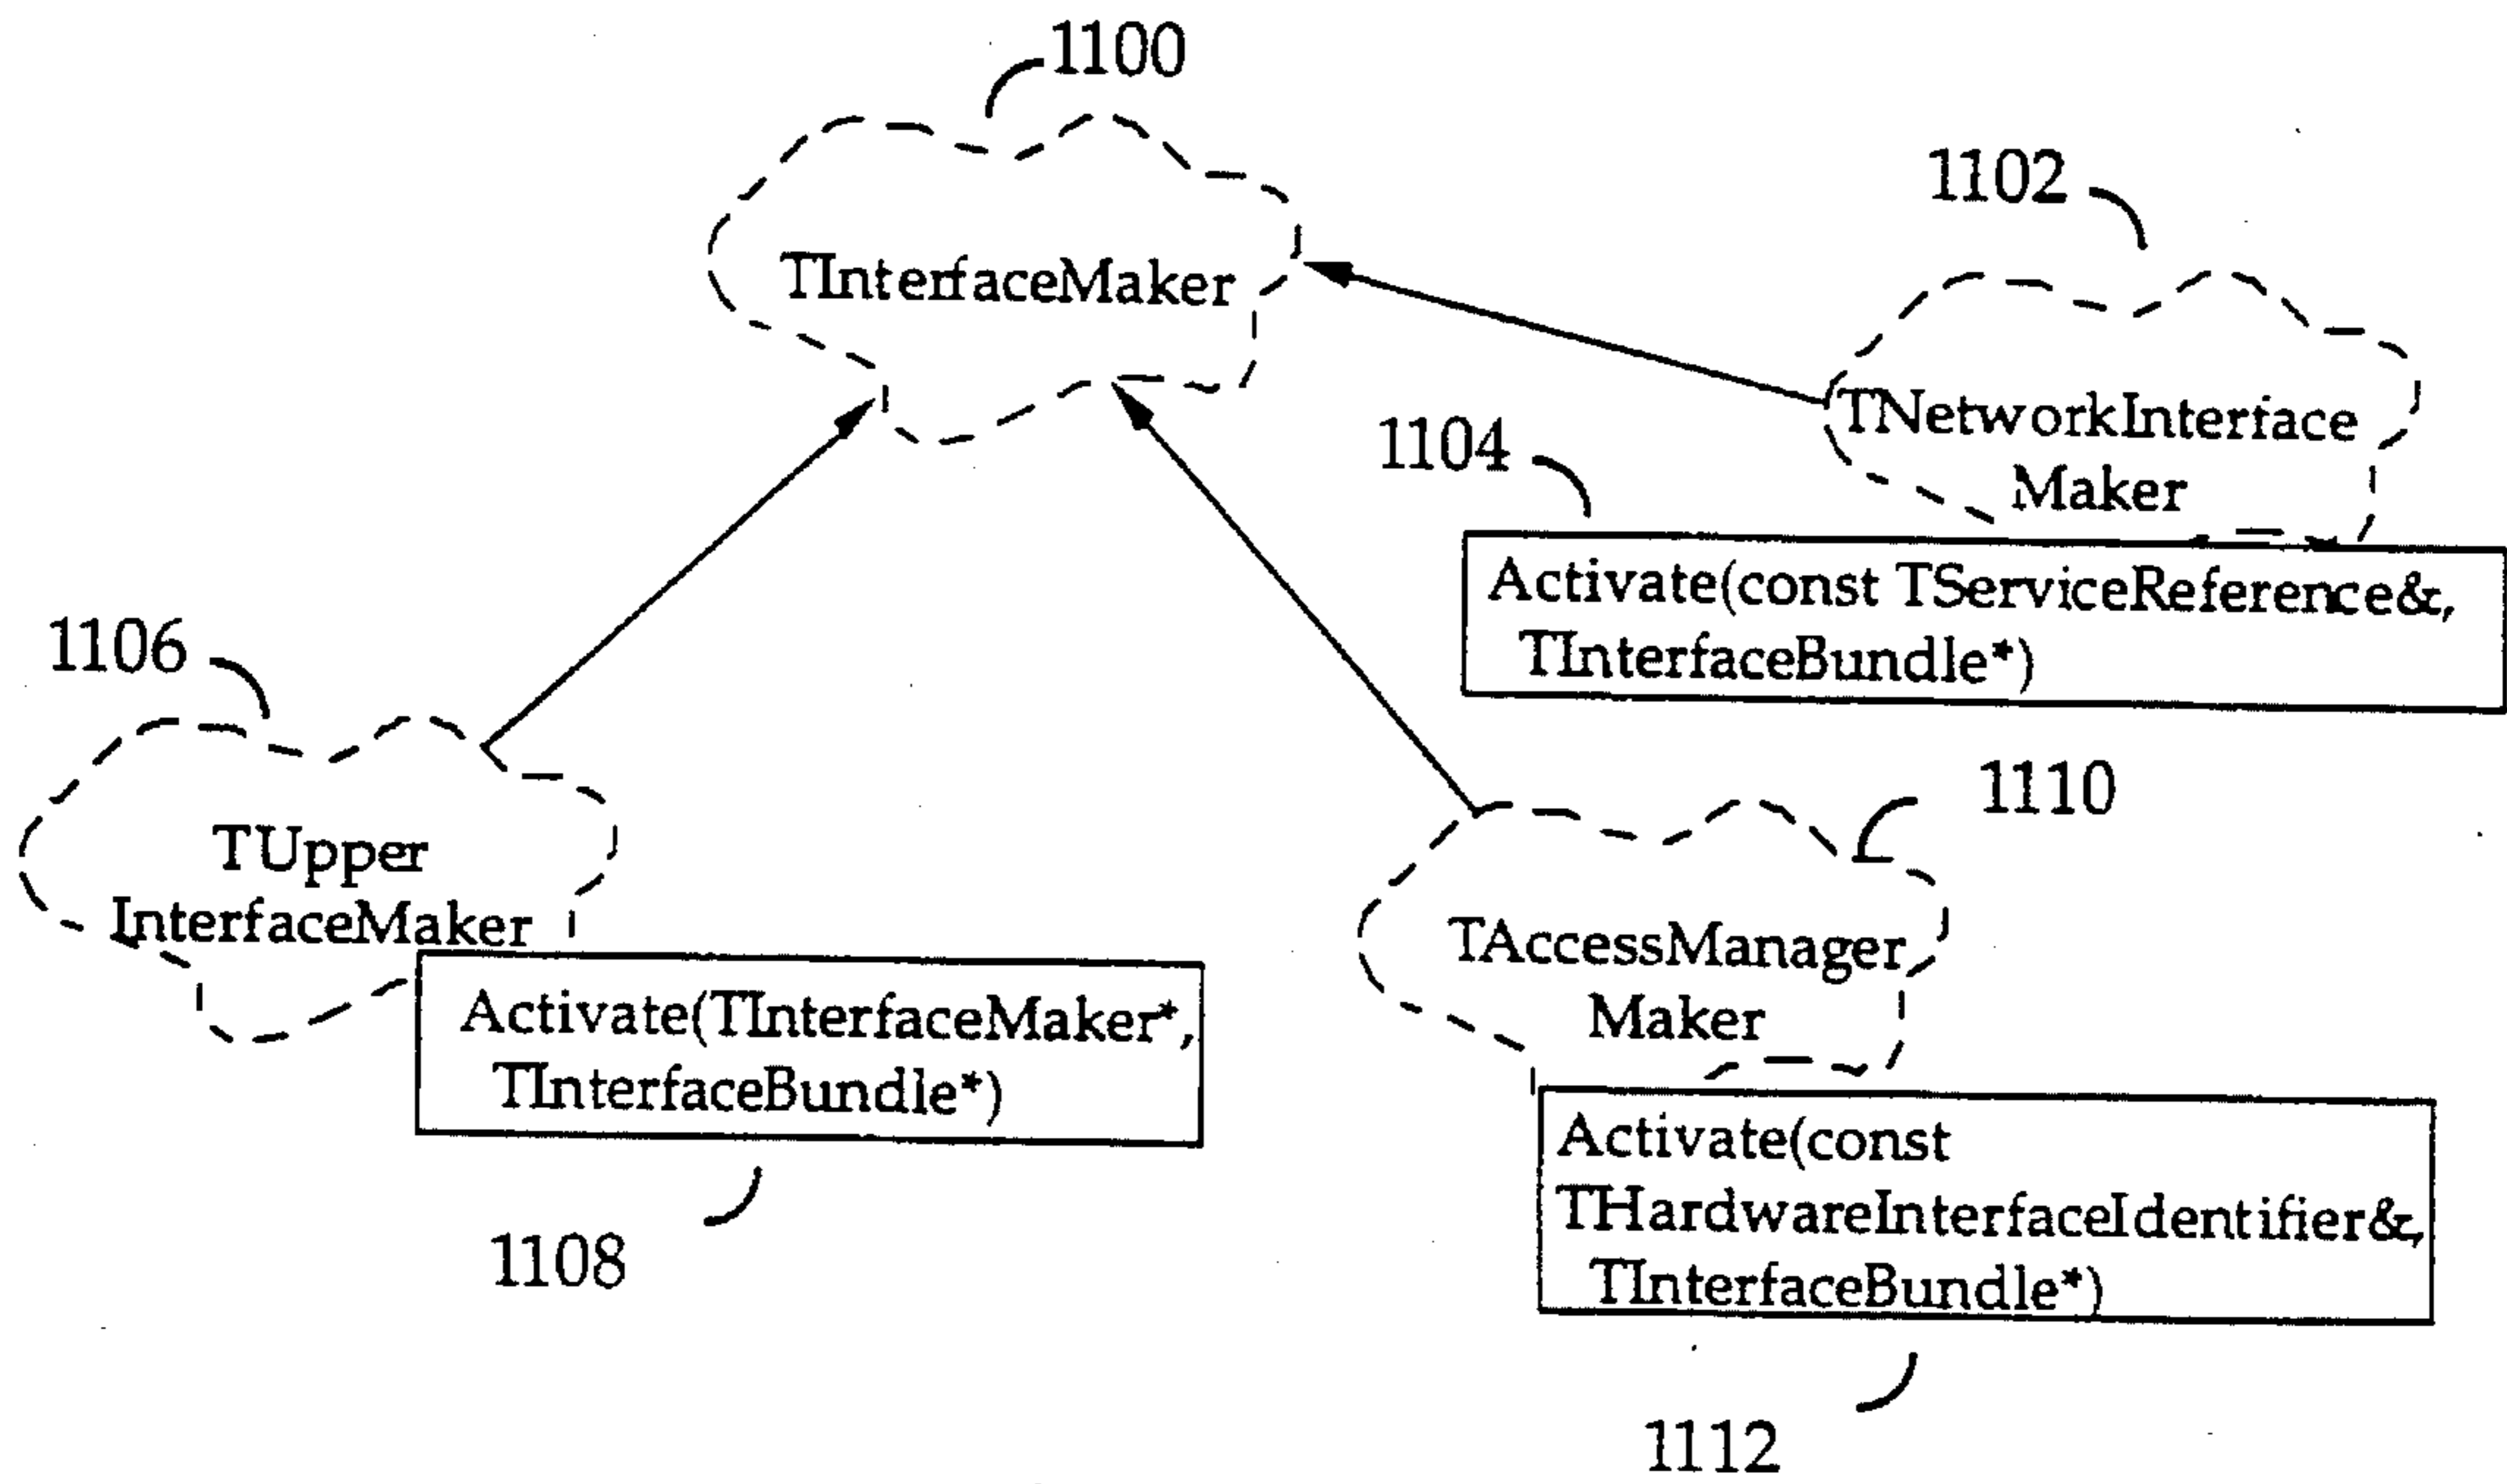 1100
TInterfaceMaker
1102
TNetworkInterface
Maker
1104
Activate(const TServiceReference&,
TInterfaceBundle*)
1106
TUpper
InterfaceMaker
Activate(TInterfaceMaker*,
TInterfaceBundle*)
1108
1110
TAccessManager
Maker
Activate(const
THardwareInterfaceIdentifier&,
TInterfaceBundle*)
1112